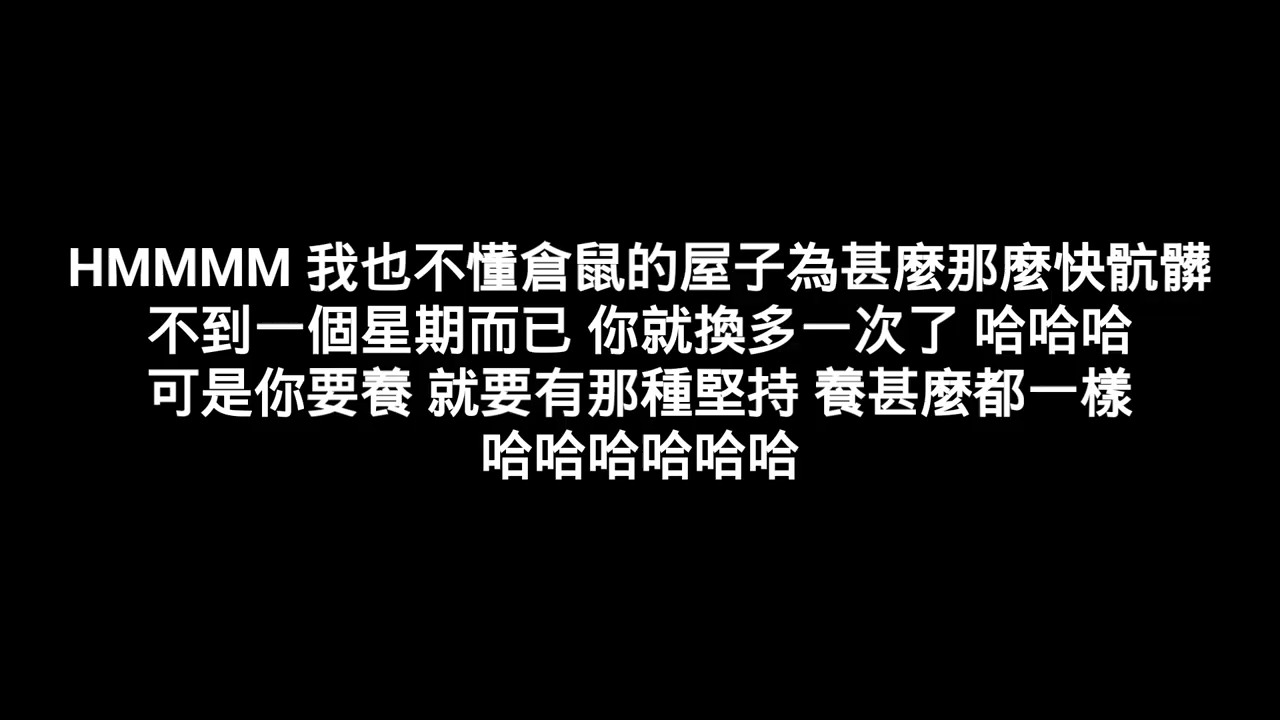 HMMMM 我也不懂倉鼠的屋子為甚麼那麼快骯髒
不到一個星期而已 你就換多一次了 哈哈哈
可是你要養 就要有那種堅持 養甚麼都一樣
哈哈哈哈哈哈